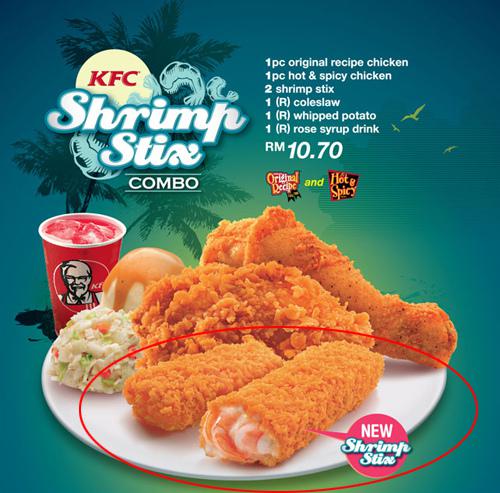 KFC
Shrimp
Stix
COMBO
1pc original recipe chicken
1pc hot & spicy chicken
2 shrimp stix
1 (R) coleslaw
1 (R) whipped potato
1 (R) rose syrup drink
RM 10.70
Original Recipe and Hot & Spicy
NEW
Shrimp
Stix